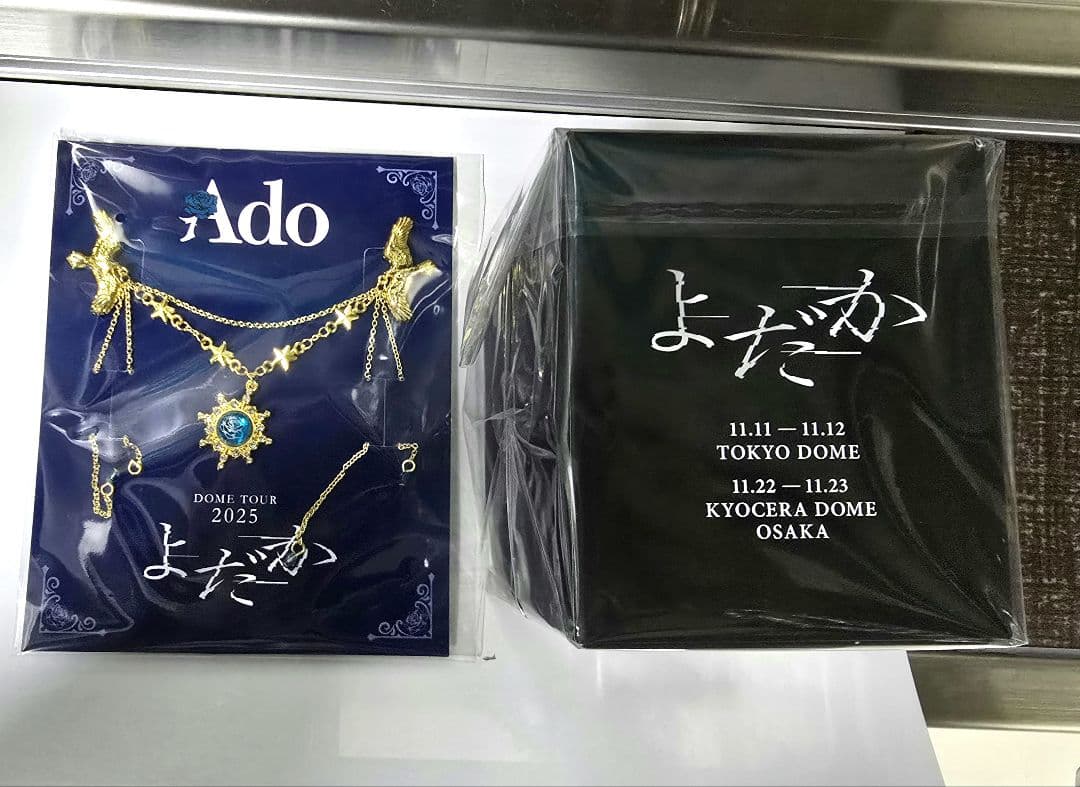 Ado
DOME TOUR
2025
よだか
よだか
11.11 — 11.12
TOKYO DOME
11.22 — 11.23
KYOCERA DOME
OSAKA